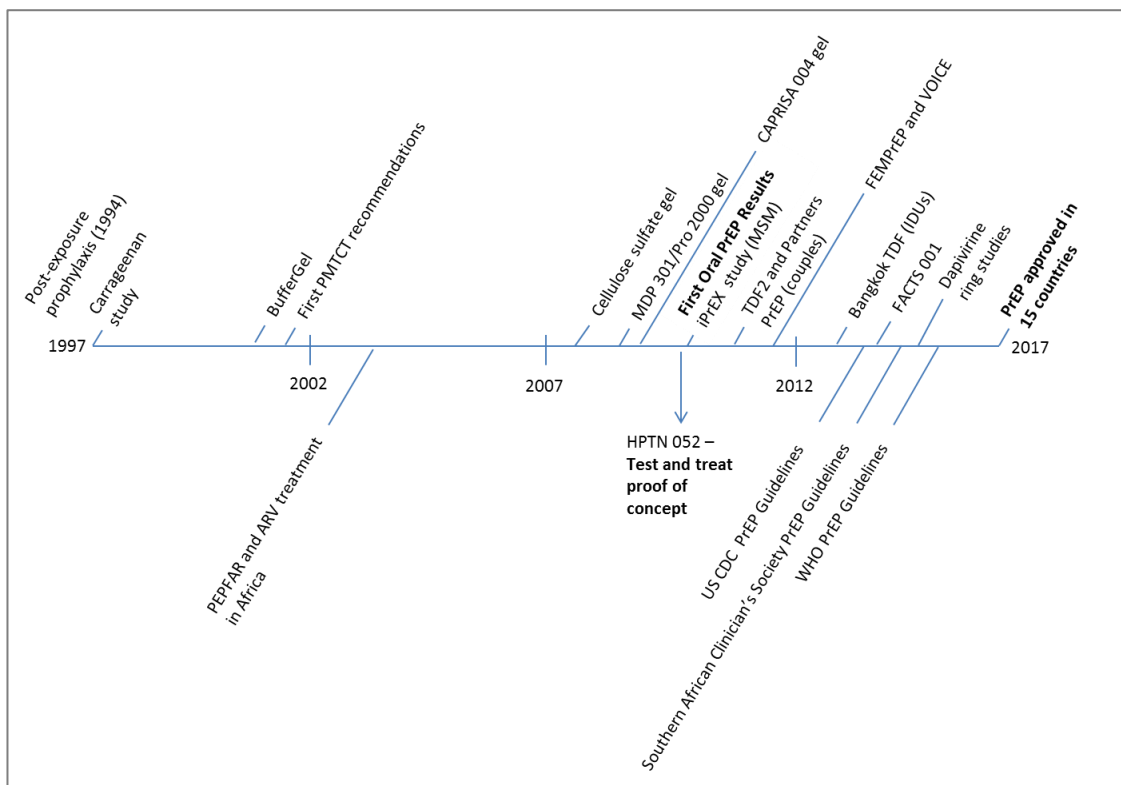 Post-exposure
prophylaxis (1994)
Carrageenan
study
BufferGel
First PMTCT recommendations
Cellulose sulfate gel
MDP 301/Pro 2000 gel
CAPRISA 004 gel
First Oral PrEP Results
iPrEX study (MSM)
TDF2 and Partners
PrEP (couples)
FEMPrEP and VOICE
Bangkok TDF (IDUs)
FACTS 001
Dapivirine
ring studies
PrEP approved in
15 countries
1997
2002
2007
2012
2017
PEPFAR and ARV treatment
in Africa
HPTN 052 –
Test and treat
proof of
concept
US CDC PrEP Guidelines
Southern African Clinician's Society PrEP Guidelines
WHO PrEP Guidelines